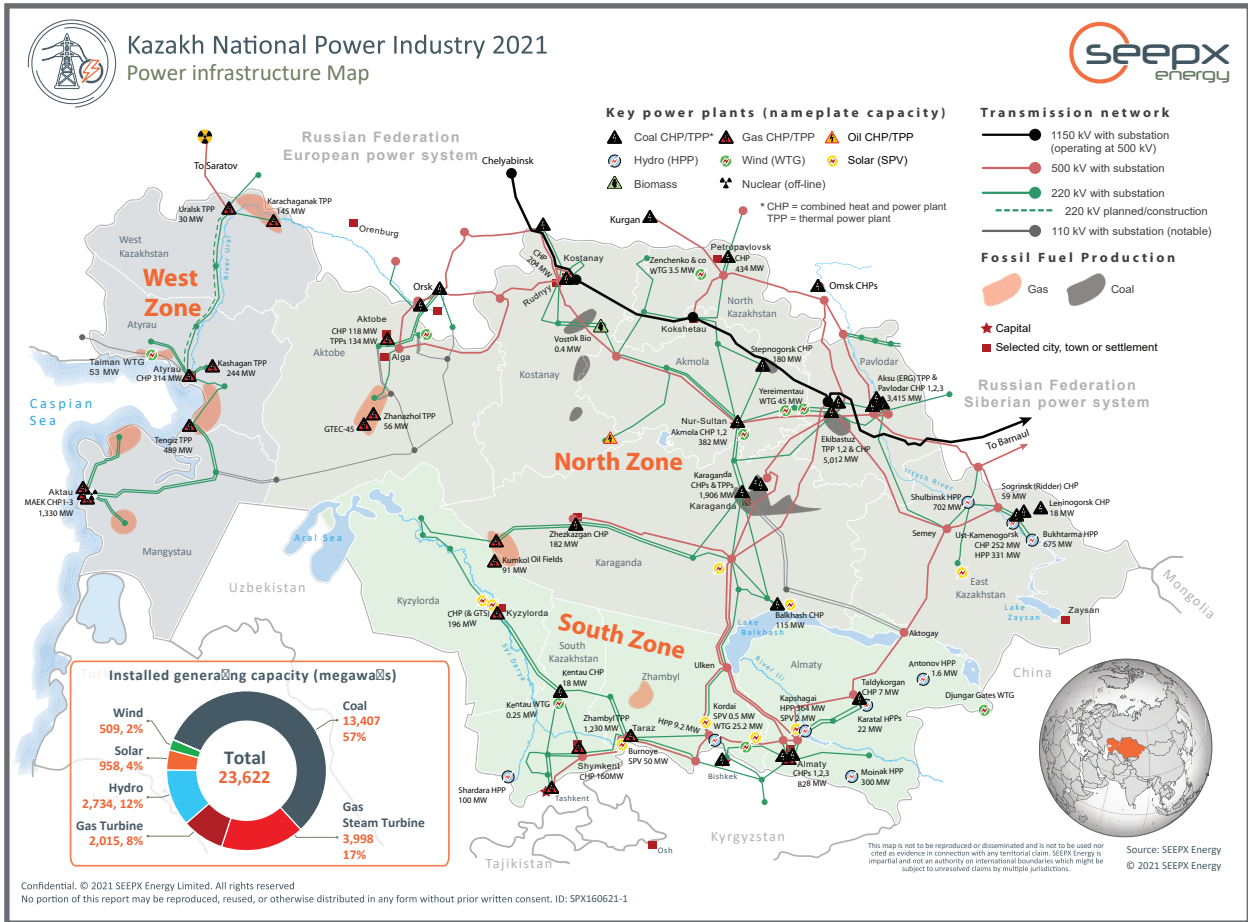 Kazakh National Power Industry 2021
Power infrastructure Map
seepx
energy
Key power plants (nameplate capacity)
Coal CHP/TPP*
Gas CHP/TPP
Oil CHP/TPP
Hydro (HPP)
Wind (WTG)
Solar (SPV)
Biomass
Nuclear (off-line)
* CHP = combined heat and power plant
TPP = thermal power plant
Transmission network
1150 kV with substation
(operating at 500 kV)
500 kV with substation
220 kV with substation
220 kV planned/construction
110 kV with substation (notable)
Fossil Fuel Production
Gas
Coal
Capital
Selected city, town or settlement
Russian Federation
European power system
Russian Federation
Siberian power system
To Saratov
Chelyabinsk
Kurgan
Orenburg
Uralsk TPP
30 MW
Karachaganak TPP
145 MW
West
Kazakhstan
River Ural
West
Zone
Atyrau
Taiman WTG
53 MW
Atyrau
CHP 314 MW
Kashagan TPP
244 MW
Caspian
Sea
Tengiz TPP
489 MW
Aktau
MAEK CHP1-3
1,330 MW
Mangystau
Orsk
Aktobe
CHP 118 MW
TPPs 134 MW
Aktobe
Alga
Zhanazhol TPP
56 MW
GTEC-45
CHP
204 MW
Kostanay
Rudnyy
Vostok Bio
0.4 MW
Kostanay
Zenchenko & co
WTG 3.5 MW
Petropavlovsk
CHP
434 MW
North
Kazakhstan
Omsk CHPs
Kokshetau
Akmola
Stepnogorsk CHP
180 MW
Pavlodar
Aksu (ERG) TPP &
Pavlodar CHP 1,2,3
3,415 MW
Yereimentau
WTG 45 MW
Nur-Sultan
Akmola CHP 1,2
382 MW
Ekibastuz
TPP 1,2 & CHP
5,012 MW
To Barnaul
North Zone
Irtysh River
Karaganda
CHPs & TPPs
1,906 MW
Karaganda
Shulbinsk HPP
702 MW
Sogrinsk (Ridder) CHP
59 MW
Leninogorsk CHP
18 MW
Semey
Ust-Kamenogorsk
CHP 252 MW
HPP 331 MW
Bukhtarma HPP
675 MW
East
Kazakhstan
Lake
Zaysan
Zaysan
Mongolia
Aral Sea
Uzbekistan
Zhezkazgan CHP
182 MW
Kumkol Oil Fields
91 MW
Karaganda
Kyzylorda
CHP (& GTS)
196 MW
Kyzylorda
South Zone
Syr Darya
South
Kazakhstan
Balkhash CHP
115 MW
Lake
Balkhash
Aktogay
Ulken
River Ili
Almaty
Antonov HPP
1.6 MW
China
Djungar Gates WTG
Kentau CHP
18 MW
Kentau WTG
0.25 MW
Zhambyl
Zhambyl TPP
1,230 MW
Taraz
Burnoye
SPV 50 MW
HPP 9.2 MW
Kordai
SPV 0.5 MW
WTG 25.2 MW
Kapshagai
HPP 364 MW
SPV 2 MW
Taldykorgan
CHP 7 MW
Karatal HPPs
22 MW
Shymkent
CHP 160MW
Shardara HPP
100 MW
Tashkent
Bishkek
Almaty
CHPs 1,2,3
828 MW
Moinak HPP
300 MW
Kyrgyzstan
Osh
Tajikistan
Installed generating capacity (megawatts)
Wind
509, 2%
Solar
958, 4%
Hydro
2,734, 12%
Gas Turbine
2,015, 8%
Total
23,622
Coal
13,407
57%
Gas
Steam Turbine
3,998
17%
This map is not to be reproduced or disseminated and is not to be used nor
cited as evidence in connection with any territorial claim. SEEPX Energy is
impartial and not an authority on international boundaries which might be
subject to unresolved claims by multiple jurisdictions.
Source: SEEPX Energy
© 2021 SEEPX Energy
Confidential. © 2021 SEEPX Energy Limited. All rights reserved
No portion of this report may be reproduced, reused, or otherwise distributed in any form without prior written consent. ID: SPX160621-1